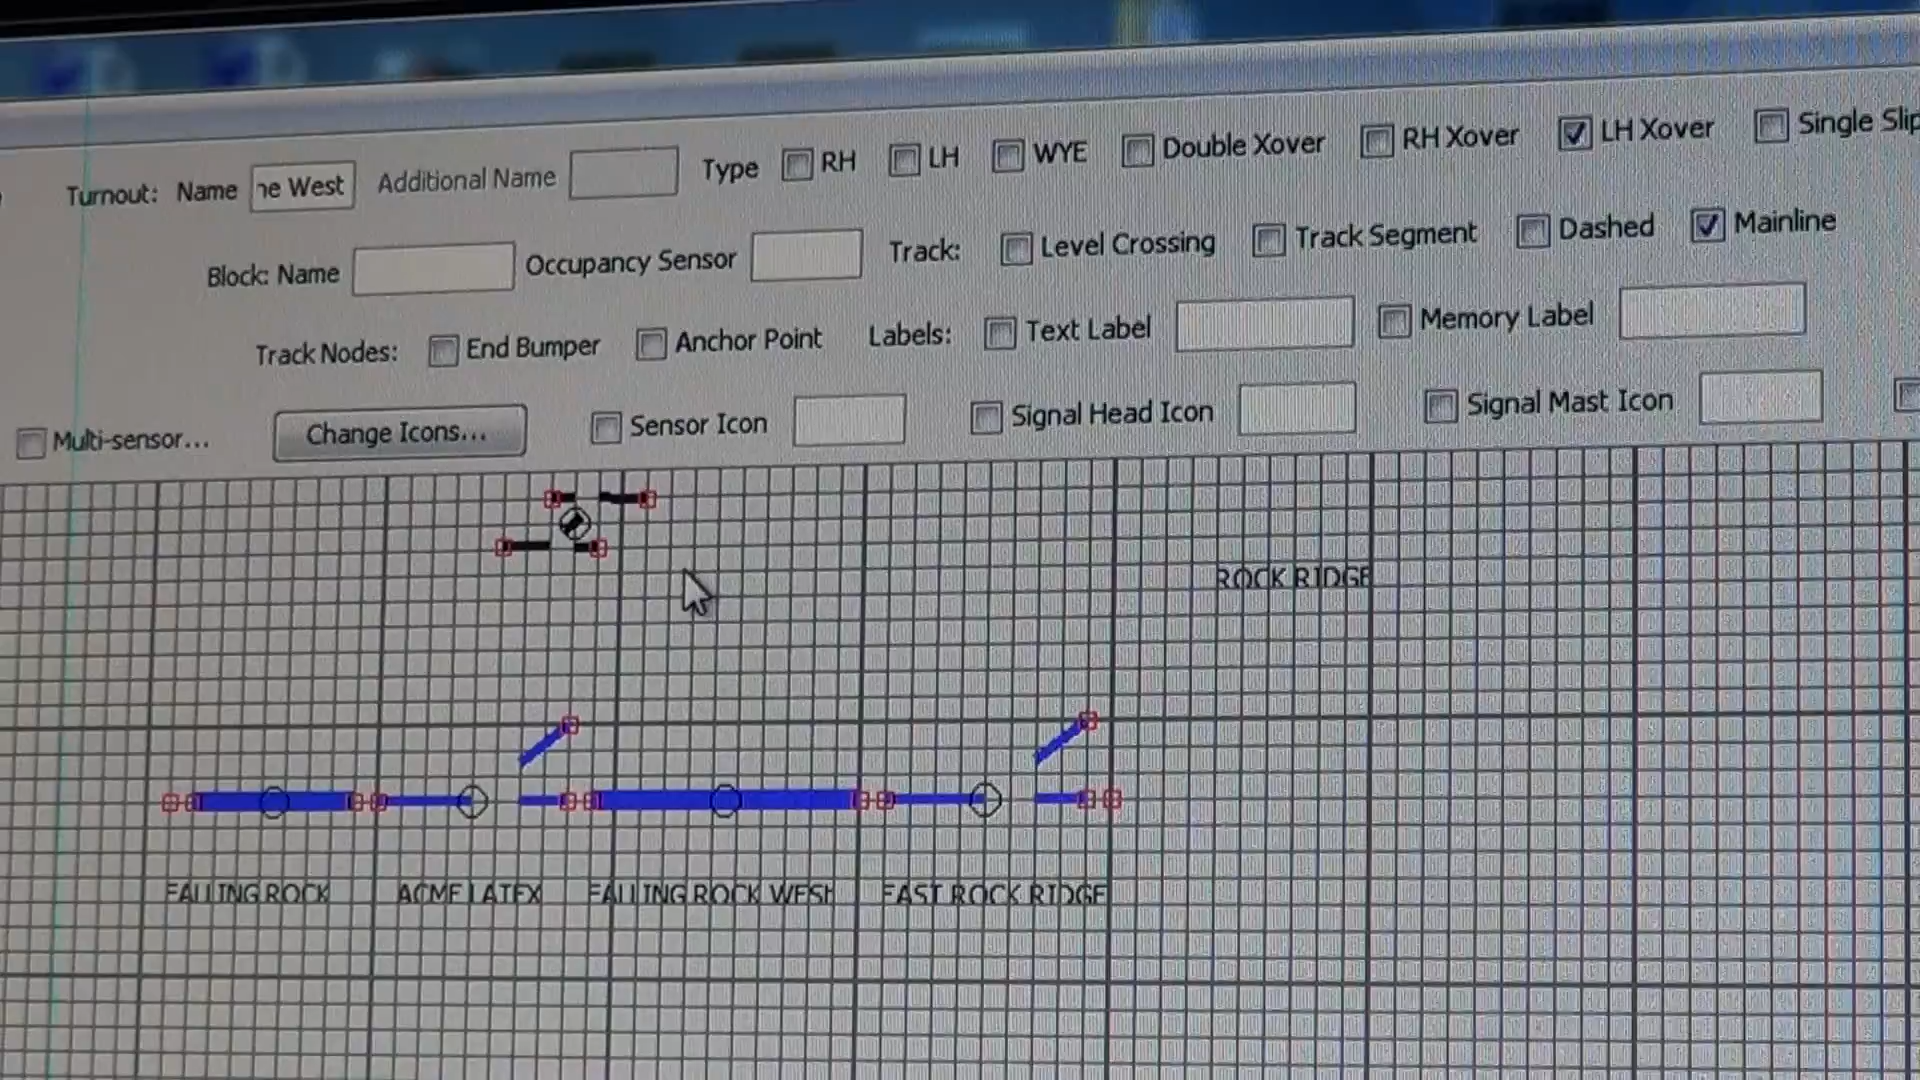 Turnout: Name ne West Additional Name Type RH LH WYE Double Xover RH Xover LH Xover Single Slip
Block: Name Occupancy Sensor Track: Level Crossing Track Segment Dashed Mainline
Track Nodes: End Bumper Anchor Point Labels: Text Label Memory Label
Multi-sensor... Change Icons... Sensor Icon Signal Head Icon Signal Mast Icon
ROCK RIDGE
FALLING ROCK ACME LATEX FALLING ROCK WEST EAST ROCK RIDGE